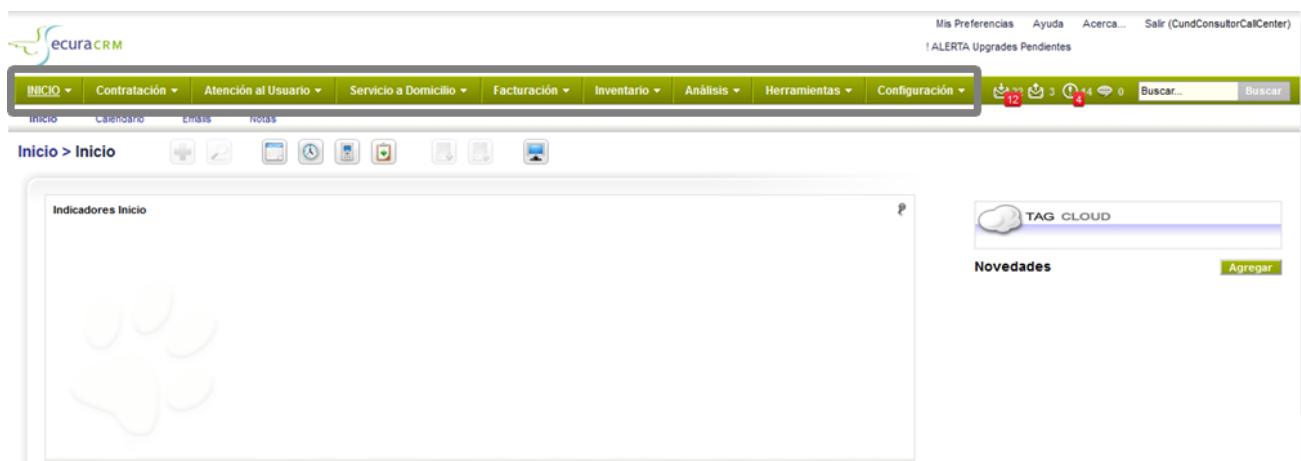 Mis Preferencias Ayuda Acerca... Salir (CundConsultorCallCenter)
ecuraCRM
! ALERTA Upgrades Pendientes
INICIO Contratación Atención al Usuario Servicio a Domicilio Facturación Inventario Análisis Herramientas Configuración 12 3 4 14 0 Buscar... Buscar
Inicio Calendario Emails Notas
Inicio > Inicio
Indicadores Inicio
TAG CLOUD
Novedades Agregar